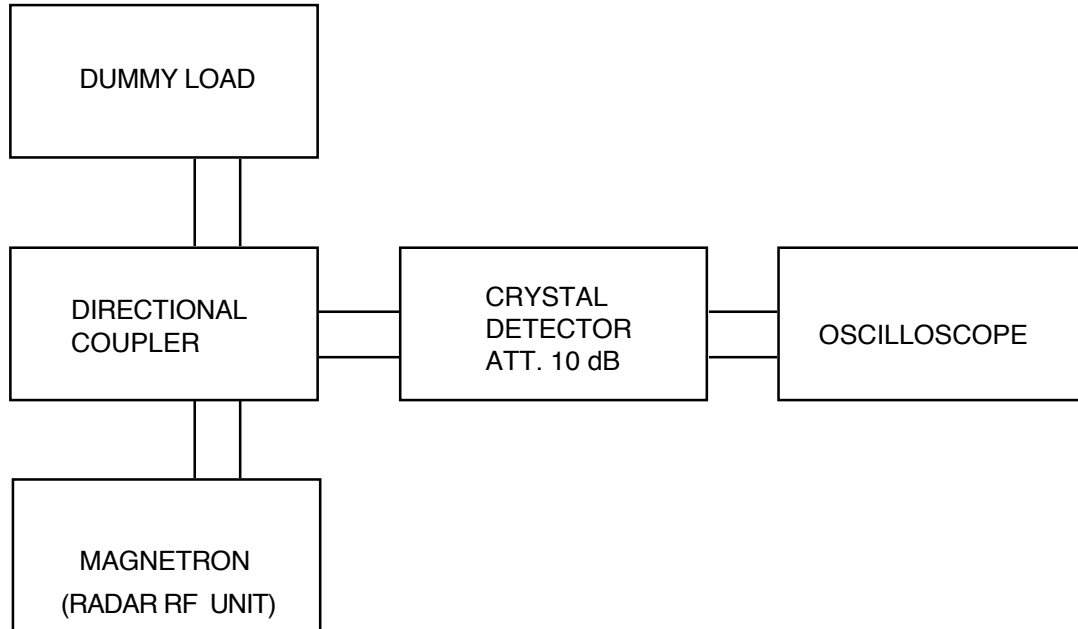 DUMMY LOAD
DIRECTIONAL
COUPLER
CRYSTAL
DETECTOR
ATT. 10 dB
OSCILLOSCOPE
MAGNETRON
(RADAR RF UNIT)